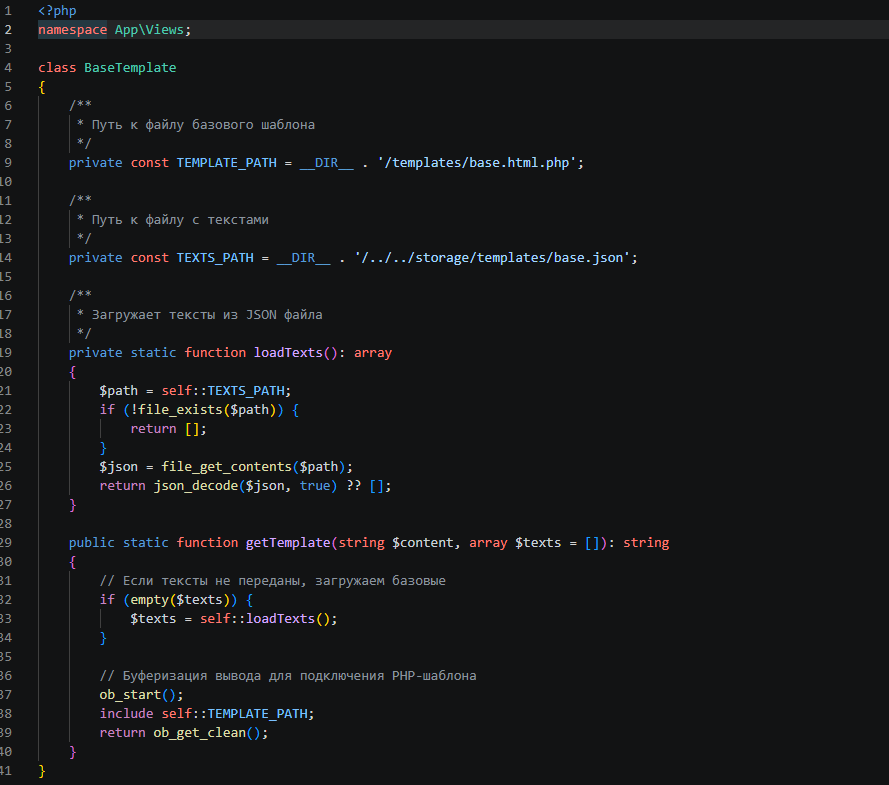 1 <?php
2 namespace App\Views;
3
4 class BaseTemplate
5 {
6 /**
7 * Путь к файлу базового шаблона
8 */
9 private const TEMPLATE_PATH = __DIR__ . '/templates/base.html.php';
10
11 /**
12 * Путь к файлу с текстами
13 */
14 private const TEXTS_PATH = __DIR__ . '/../../storage/templates/base.json';
15
16 /**
17 * Загружает тексты из JSON файла
18 */
19 private static function loadTexts(): array
20 {
21 $path = self::TEXTS_PATH;
22 if (!file_exists($path)) {
23 return [];
24 }
25 $json = file_get_contents($path);
26 return json_decode($json, true) ?? [];
27 }
28
29 public static function getTemplate(string $content, array $texts = []): string
30 {
31 // Если тексты не переданы, загружаем базовые
32 if (empty($texts)) {
33 $texts = self::loadTexts();
34 }
35
36 // Буферизация вывода для подключения PHP-шаблона
37 ob_start();
38 include self::TEMPLATE_PATH;
39 return ob_get_clean();
40 }
41 }